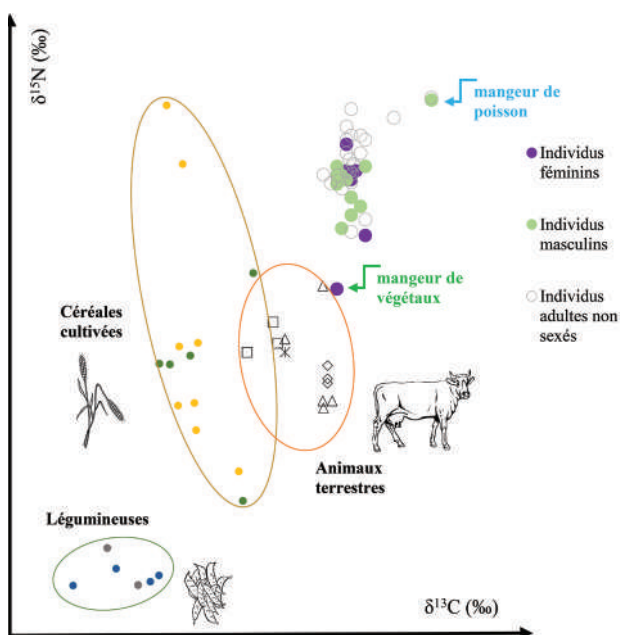 δ¹⁵N (‰)
mangeur de
poisson
Individus
féminins
Individus
masculins
Individus
adultes non
sexés
mangeur de
végétaux
Céréales
cultivées
Animaux
terrestres
Légumineuses
δ¹³C (‰)